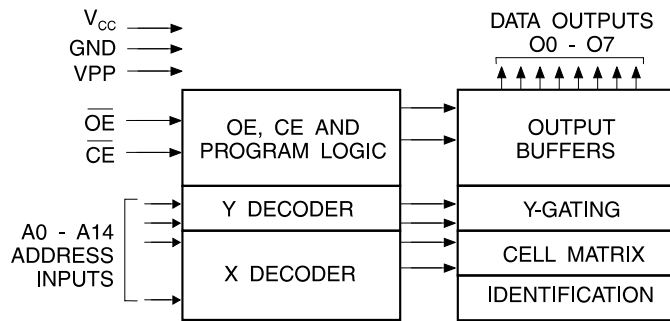 V_CC
GND
VPP
DATA OUTPUTS
O0 - O7
OE
CE
OE, CE AND
PROGRAM LOGIC
OUTPUT
BUFFERS
A0 - A14
ADDRESS
INPUTS
Y DECODER
Y-GATING
X DECODER
CELL MATRIX
IDENTIFICATION